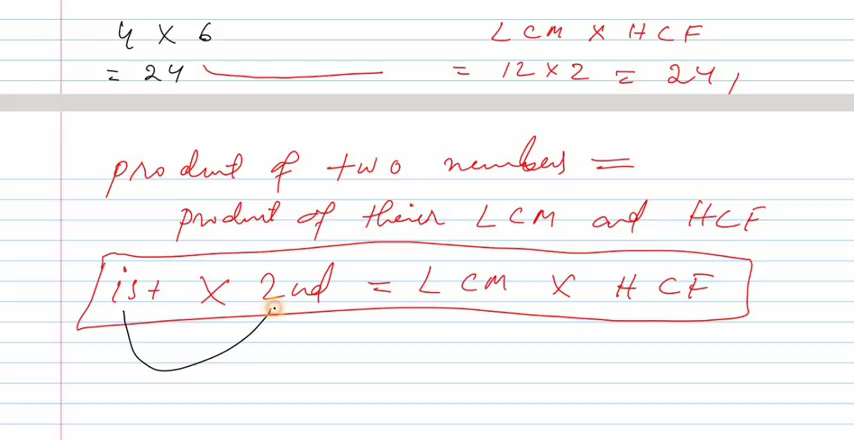 4 X 6 LCM X HCF
= 24 = 12 X 2 = 24,
product of two numbers =
product of their LCM and HCF
ist X 2nd = LCM X HCF